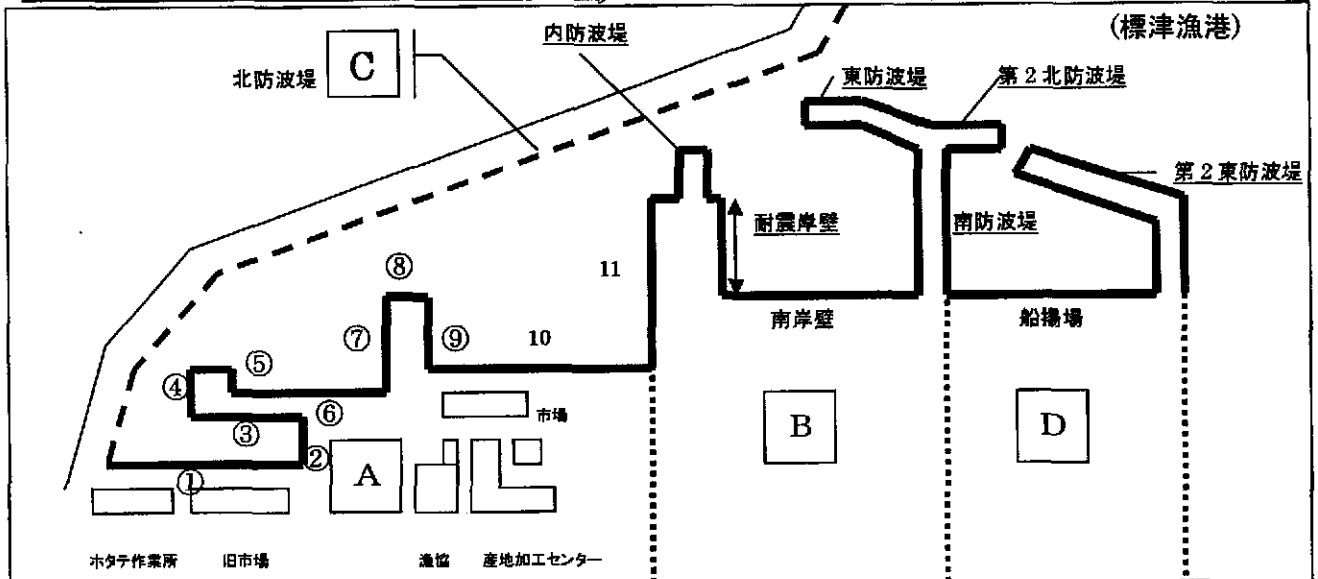 (標津漁港)
内防波堤
東防波堤
第2北防波堤
北防波堤
C
第2東防波堤
耐震岸壁
南防波堤
11
⑧
南岸壁
船揚場
⑦
⑨
10
⑤
④
⑥
市場
③
B
D
②
A
①
ホタテ作業所
旧市場
漁協
産地加工センター